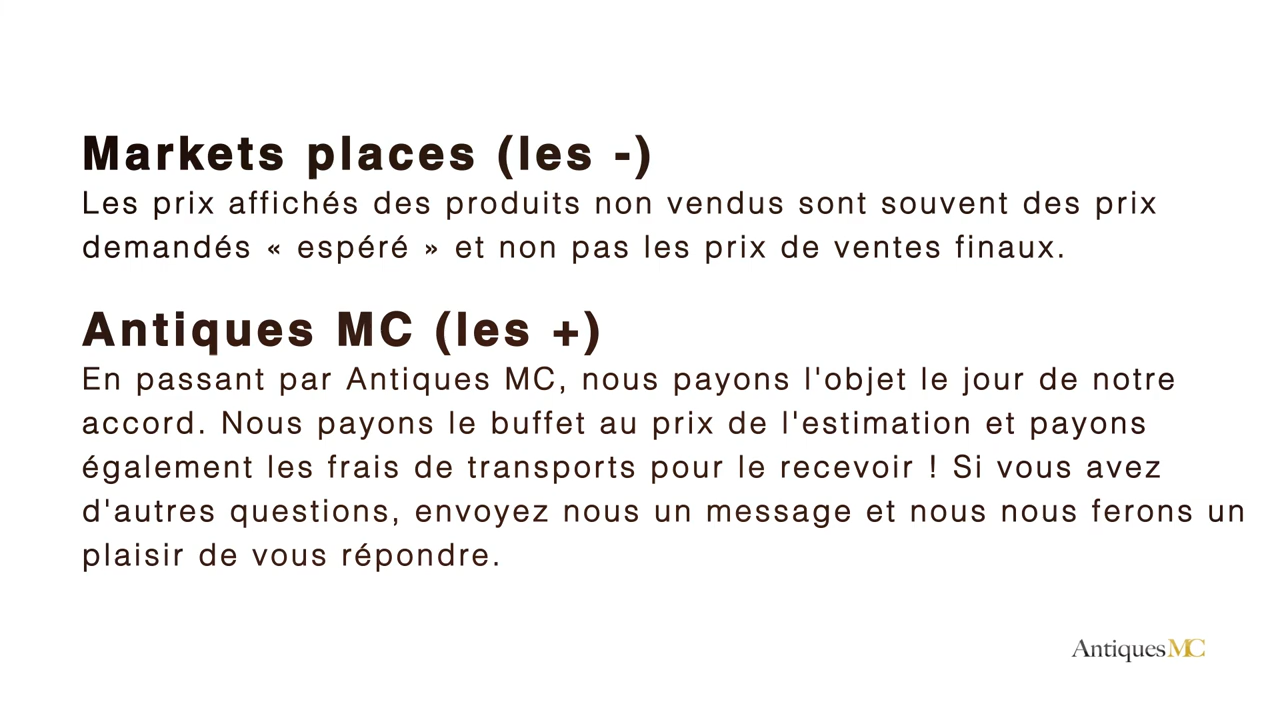 Markets places (les -)
Les prix affichés des produits non vendus sont souvent des prix
demandés « espéré » et non pas les prix de ventes finaux.
Antiques MC (les +)
En passant par Antiques MC, nous payons l'objet le jour de notre
accord. Nous payons le buffet au prix de l'estimation et payons
également les frais de transports pour le recevoir ! Si vous avez
d'autres questions, envoyez nous un message et nous nous ferons un
plaisir de vous répondre.
AntiquesMC